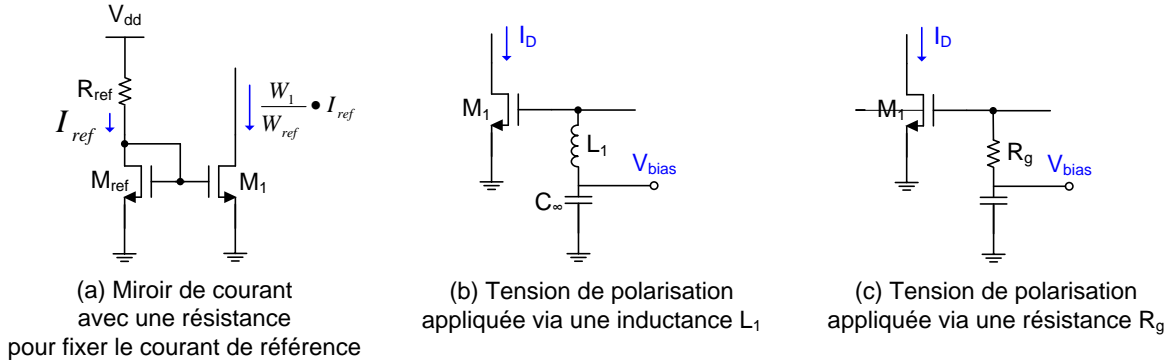 V_dd
R_ref
I_ref
W_1 / W_ref • I_ref
M_ref
M_1
(a) Miroir de courant
avec une résistance
pour fixer le courant de référence
I_D
M_1
L_1
V_bias
C_∞
(b) Tension de polarisation
appliquée via une inductance L_1
I_D
M_1
R_g
V_bias
(c) Tension de polarisation
appliquée via une résistance R_g